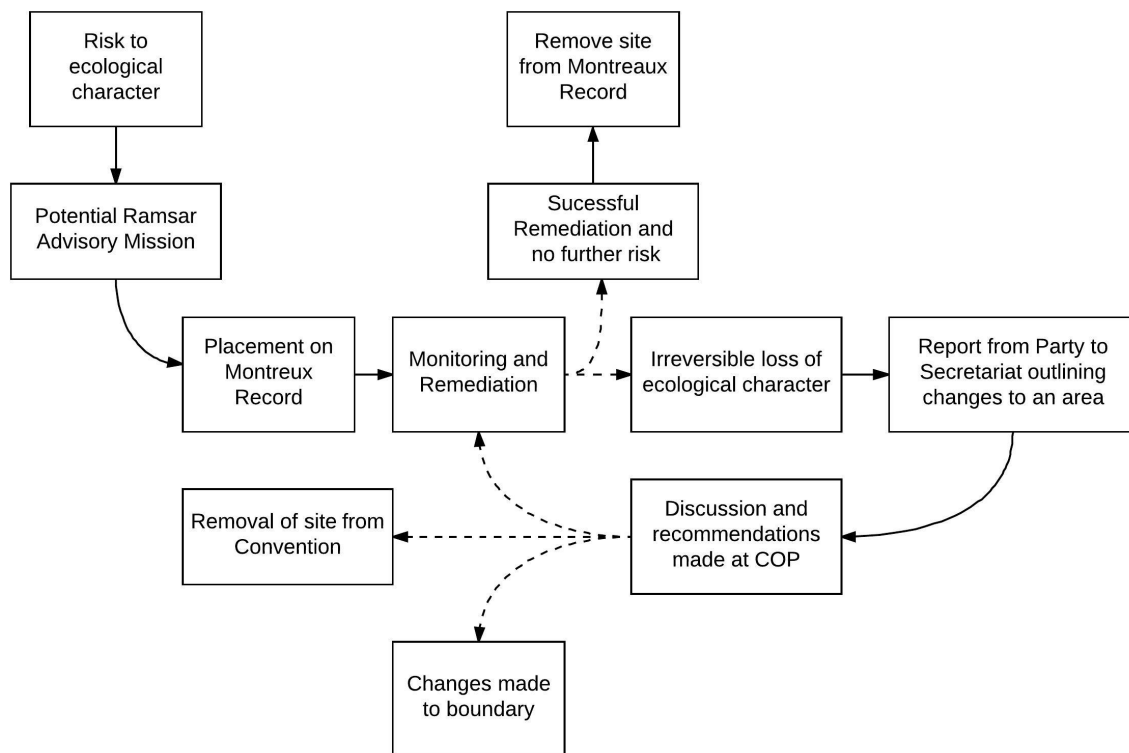 Risk to
ecological
character
Remove site
from Montreaux
Record
Potential Ramsar
Advisory Mission
Sucessful
Remediation and
no further risk
Placement on
Montreux
Record
Monitoring and
Remediation
Irreversible loss of
ecological character
Report from Party to
Secretariat outlining
changes to an area
Removal of site from
Convention
Discussion and
recommendations
made at COP
Changes made
to boundary